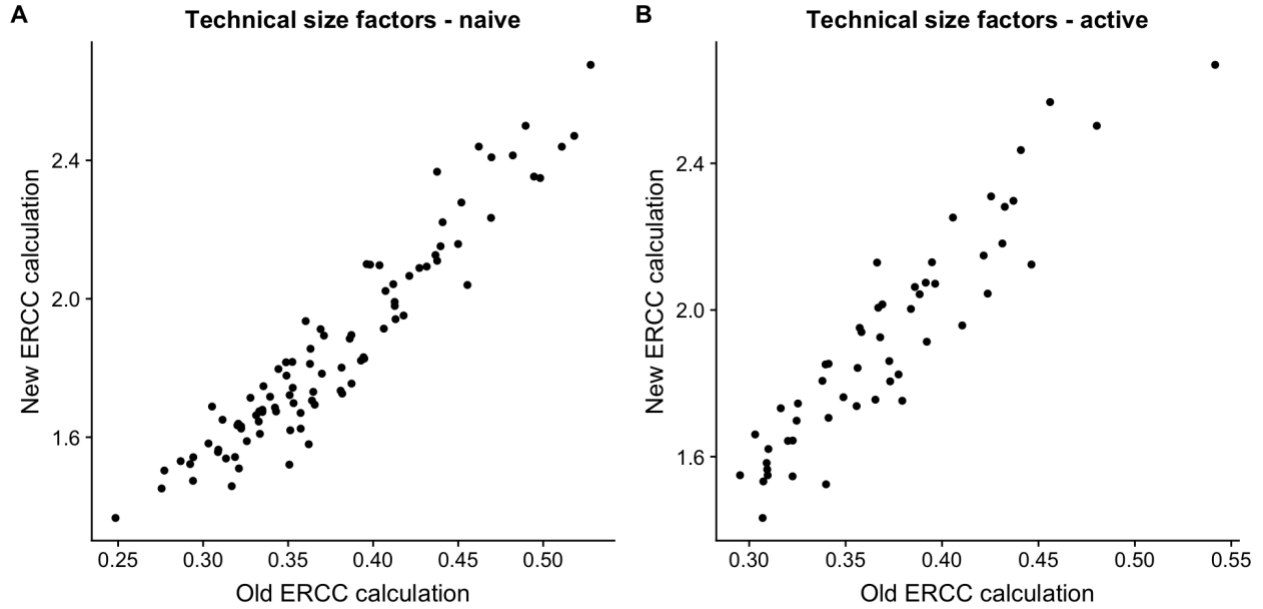 A
Technical size factors - naive
New ERCC calculation
2.4
2.0
1.6
0.25 0.30 0.35 0.40 0.45 0.50
Old ERCC calculation
B
Technical size factors - active
New ERCC calculation
2.4
2.0
1.6
0.30 0.35 0.40 0.45 0.50 0.55
Old ERCC calculation